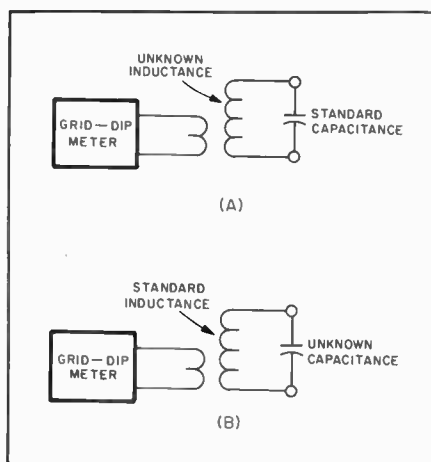 UNKNOWN
INDUCTANCE
GRID—DIP
METER
STANDARD
CAPACITANCE
(A)
STANDARD
INDUCTANCE
GRID—DIP
METER
UNKNOWN
CAPACITANCE
(B)